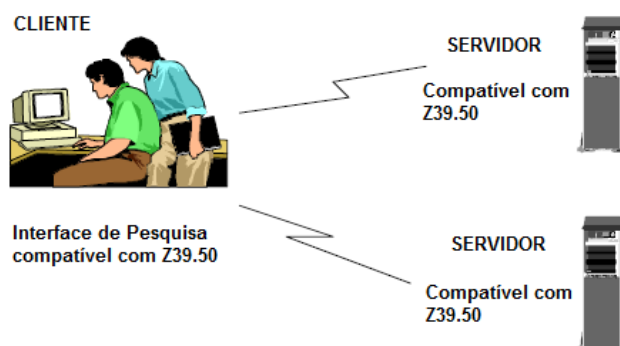 CLIENTE
SERVIDOR
Compatível com
Z39.50
Interface de Pesquisa
compatível com Z39.50
SERVIDOR
Compatível com
Z39.50